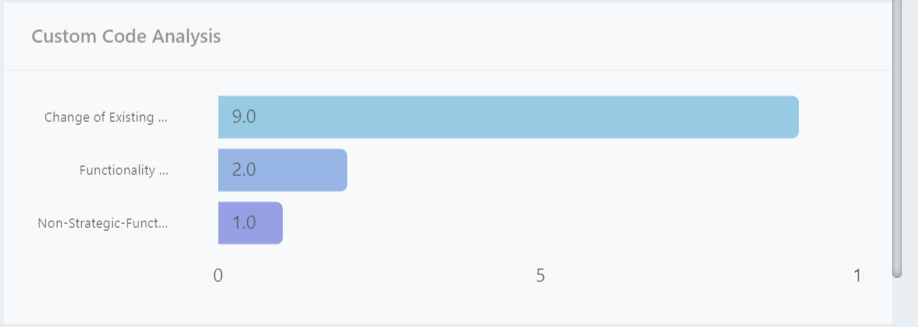 Custom Code Analysis
Change of Existing ...
9.0
Functionality ...
2.0
Non-Strategic-Funct...
1.0
0 5 1